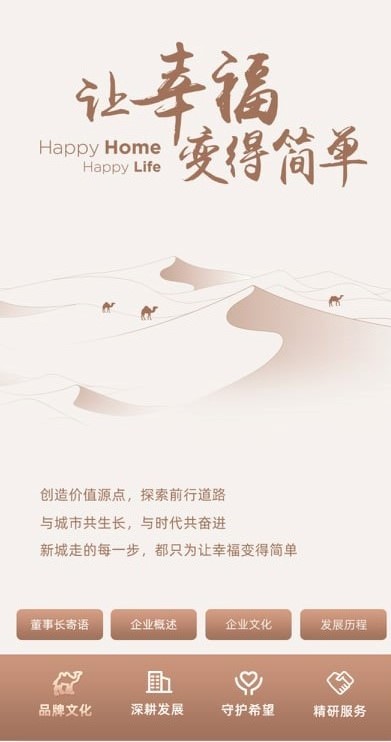 让幸福
Happy Home
Happy Life
变得简单
创造价值源点，探索前行道路
与城市共生长，与时代共奋进
新城走的每一步，都只为让幸福变得简单
董事长寄语
企业概述
企业文化
发展历程
品牌文化
深耕发展
守护希望
精研服务